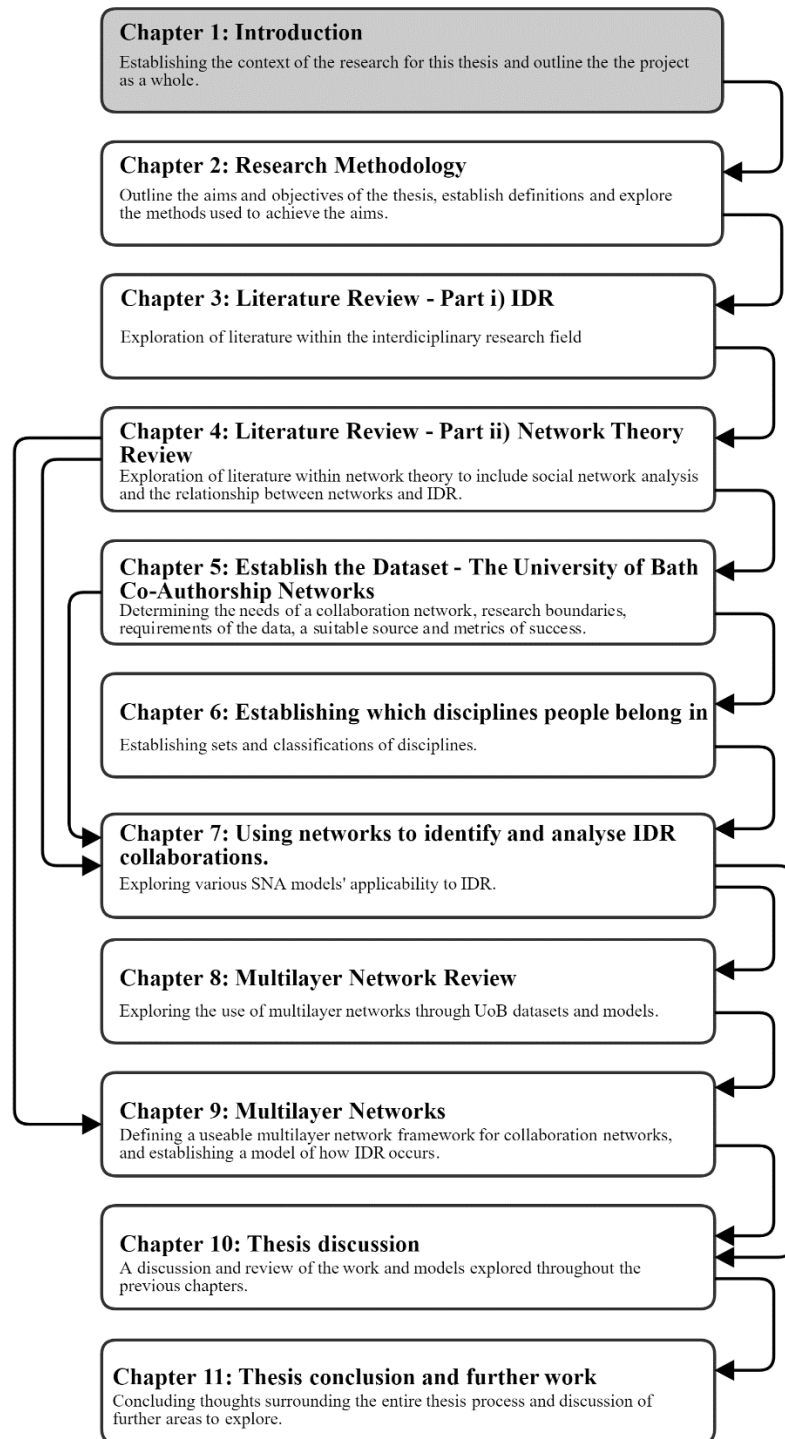 Chapter 1: Introduction
Establishing the context of the research for this thesis and outline the the project
as a whole.
Chapter 2: Research Methodology
Outline the aims and objectives of the thesis, establish definitions and explore
the methods used to achieve the aims.
Chapter 3: Literature Review - Part i) IDR
Exploration of literature within the interdiciplinary research field
Chapter 4: Literature Review - Part ii) Network Theory
Review
Exploration of literature within network theory to include social network analysis
and the relationship between networks and IDR.
Chapter 5: Establish the Dataset - The University of Bath
Co-Authorship Networks
Determining the needs of a collaboration network, research boundaries,
requirements of the data, a suitable source and metrics of success.
Chapter 6: Establishing which disciplines people belong in
Establishing sets and classifications of disciplines.
Chapter 7: Using networks to identify and analyse IDR
collaborations.
Exploring various SNA models' applicability to IDR.
Chapter 8: Multilayer Network Review
Exploring the use of multilayer networks through UoB datasets and models.
Chapter 9: Multilayer Networks
Defining a useable multilayer network framework for collaboration networks,
and establishing a model of how IDR occurs.
Chapter 10: Thesis discussion
A discussion and review of the work and models explored throughout the
previous chapters.
Chapter 11: Thesis conclusion and further work
Concluding thoughts surrounding the entire thesis process and discussion of
further areas to explore.